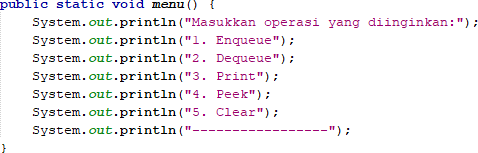 public static void menu() {
    System.out.println("Masukkan operasi yang diinginkan:");
    System.out.println("1. Enqueue");
    System.out.println("2. Dequeue");
    System.out.println("3. Print");
    System.out.println("4. Peek");
    System.out.println("5. Clear");
    System.out.println("-----------------");
}